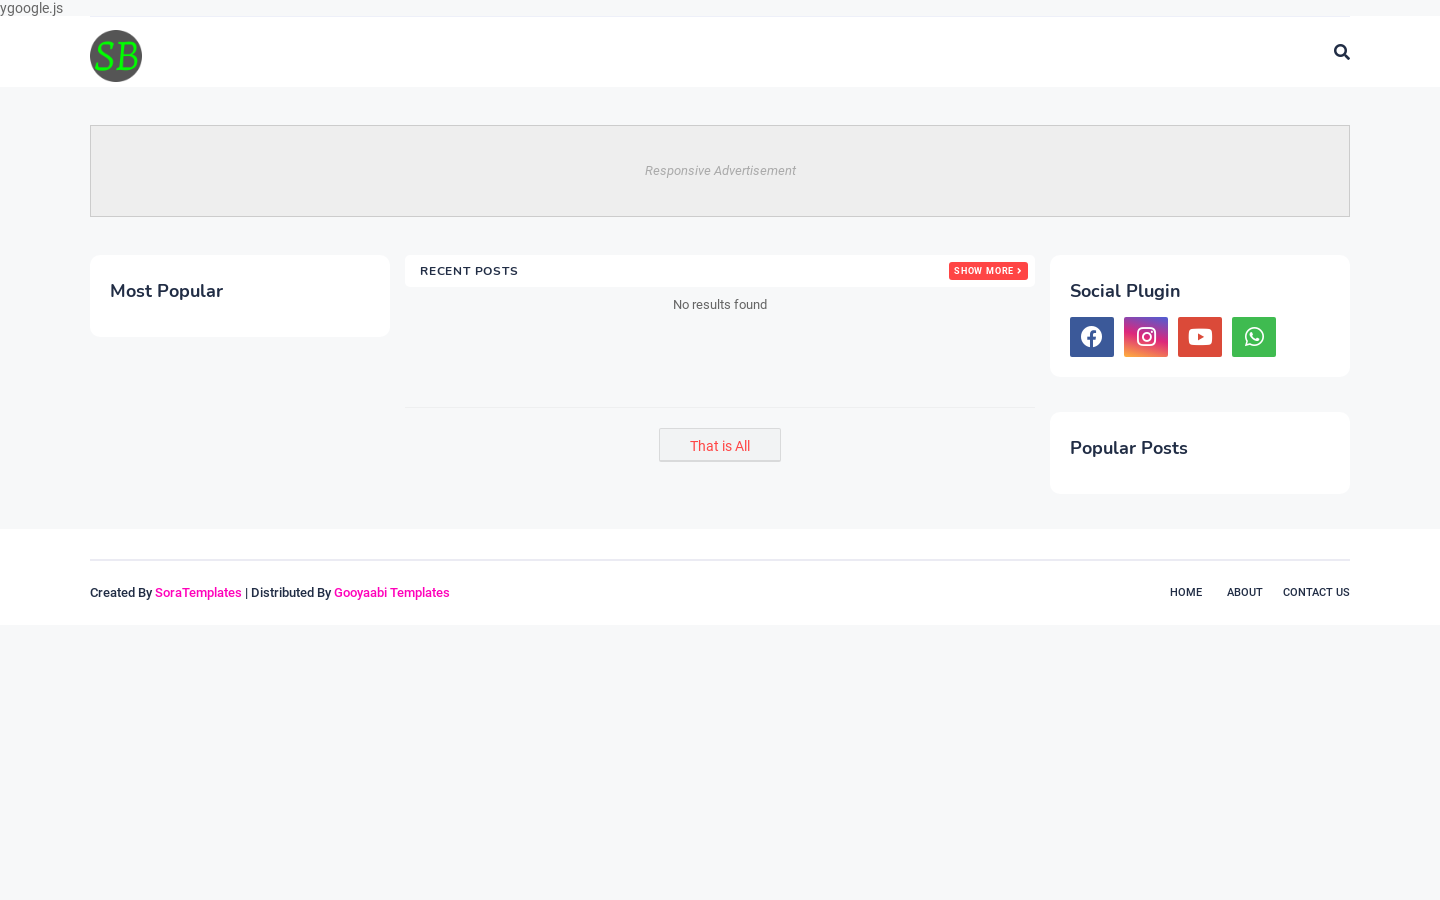 ygoogle.js
SB
Responsive Advertisement
Most Popular
RECENT POSTS
SHOW MORE
No results found
That is All
Social Plugin
Popular Posts
Created By SoraTemplates | Distributed By Gooyaabi Templates
HOME ABOUT CONTACT US